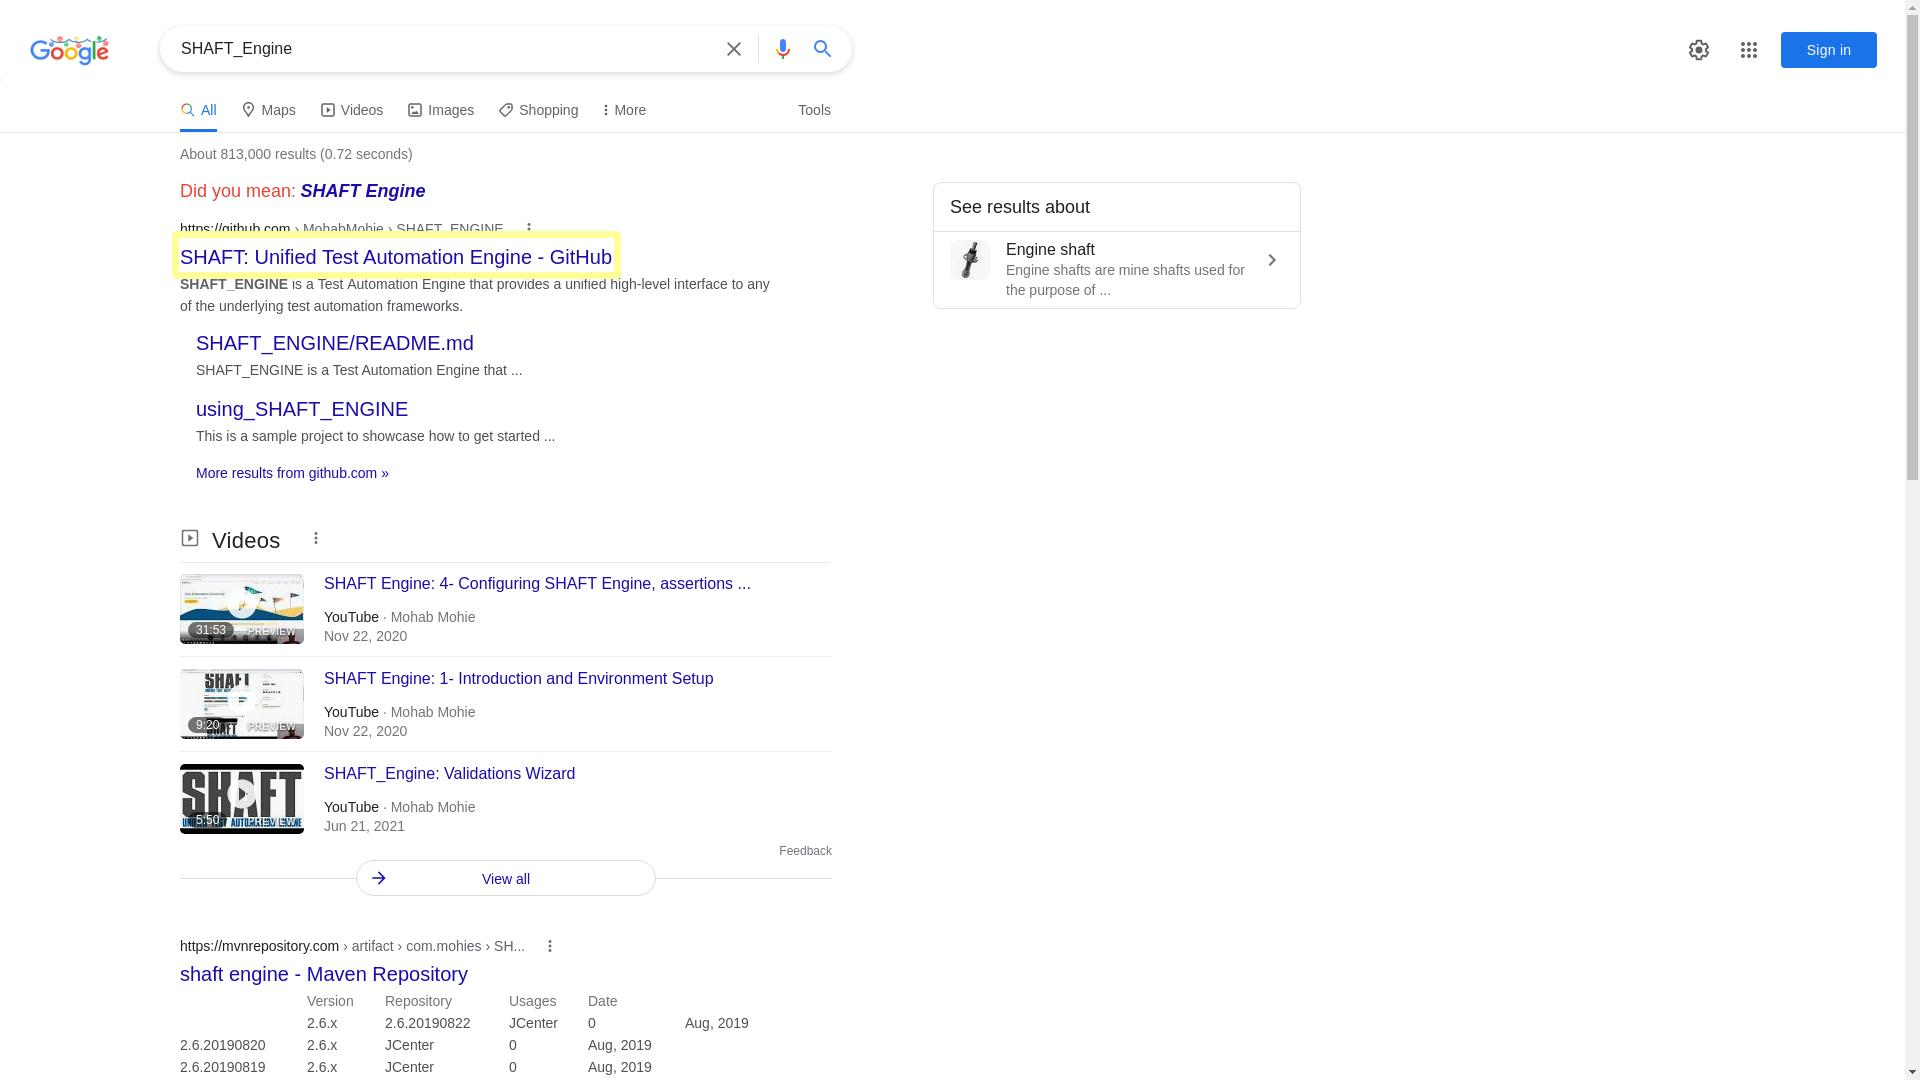 Google
SHAFT_Engine
Sign in
All
Maps
Videos
Images
Shopping
More
Tools
About 813,000 results (0.72 seconds)
Did you mean: SHAFT Engine
https://github.com › MohabMohie › SHAFT_ENGINE
SHAFT: Unified Test Automation Engine - GitHub
SHAFT_ENGINE is a Test Automation Engine that provides a unified high-level interface to any
of the underlying test automation frameworks.
SHAFT_ENGINE/README.md
SHAFT_ENGINE is a Test Automation Engine that ...
using_SHAFT_ENGINE
This is a sample project to showcase how to get started ...
More results from github.com »
See results about
Engine shaft
Engine shafts are mine shafts used for
the purpose of ...
Videos
31:53
PREVIEW
SHAFT Engine: 4- Configuring SHAFT Engine, assertions ...
YouTube · Mohab Mohie
Nov 22, 2020
SHAFT
9:20
PREVIEW
SHAFT
SHAFT Engine: 1- Introduction and Environment Setup
YouTube · Mohab Mohie
Nov 22, 2020
SHAFT
5:50
PREVIEW
UNIFIED TEST AUTOMATION ENGINE
SHAFT_Engine: Validations Wizard
YouTube · Mohab Mohie
Jun 21, 2021
Feedback
View all
https://mvnrepository.com › artifact › com.mohies › SH...
shaft engine - Maven Repository
Version Repository Usages Date
2.6.x 2.6.20190822 JCenter 0 Aug, 2019
2.6.20190820 2.6.x JCenter 0 Aug, 2019
2.6.20190819 2.6.x JCenter 0 Aug, 2019